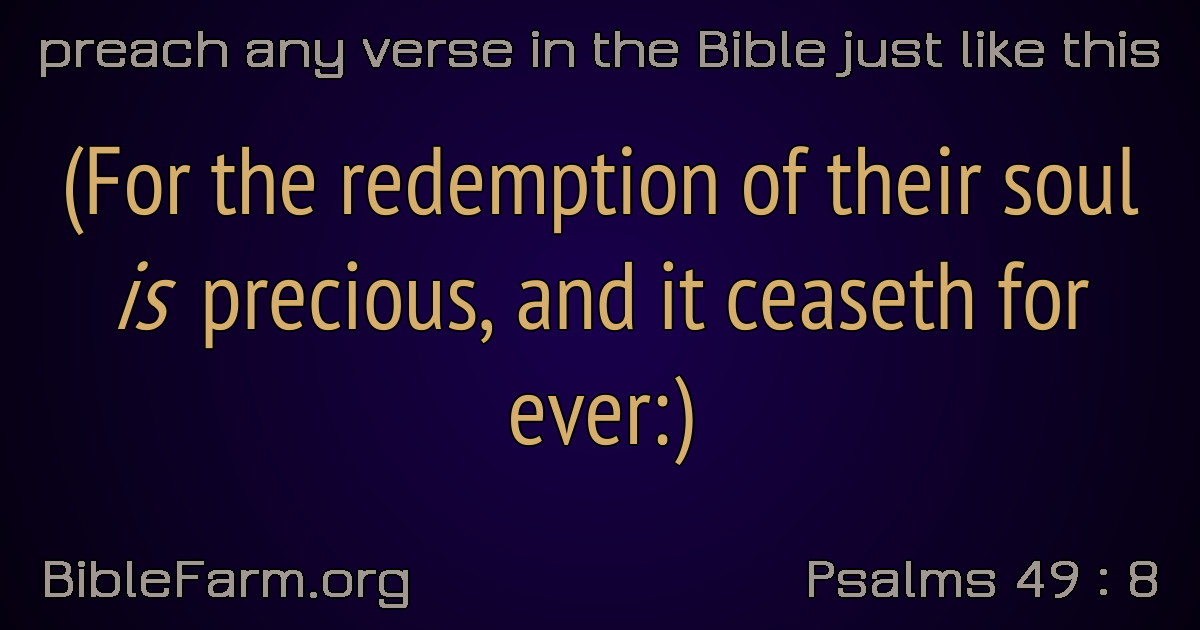 preach any verse in the Bible just like this
(For the redemption of their soul
is precious, and it ceaseth for
ever:)
BibleFarm.org
Psalms 49 : 8